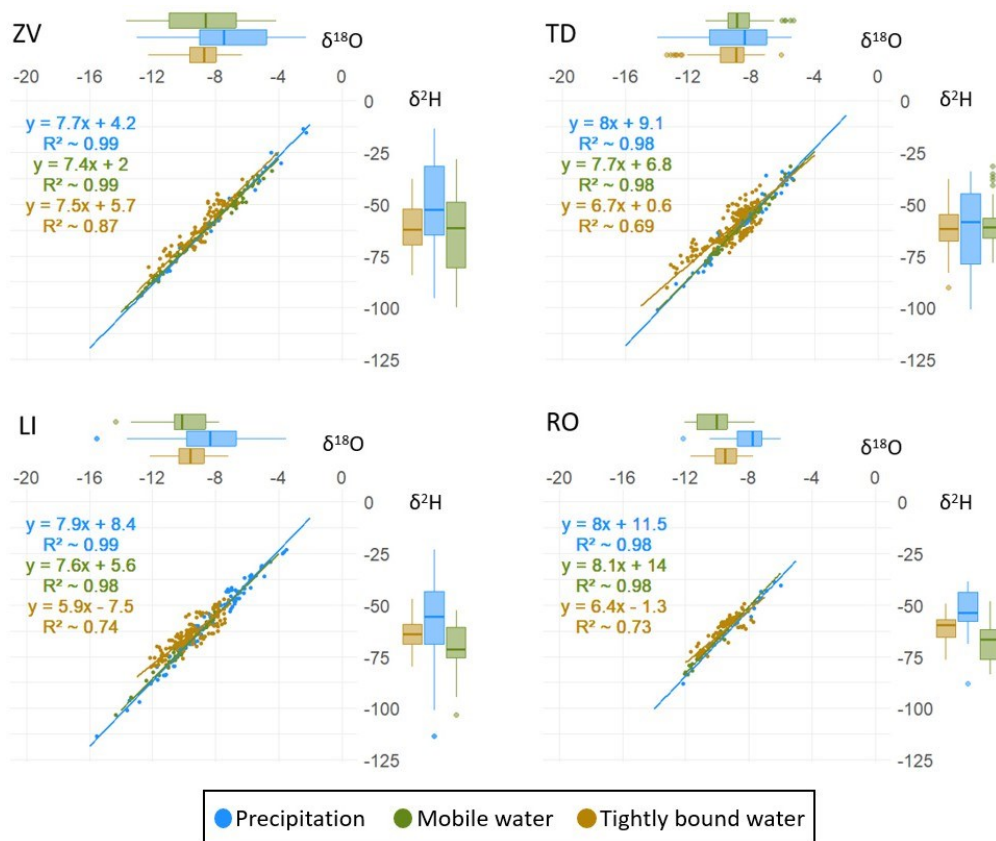 ZV
δ¹⁸O
-20 -16 -12 -8 -4 0
δ²H
0
y = 7.7x + 4.2
R² ~ 0.99
y = 7.4x + 2
R² ~ 0.99
y = 7.5x + 5.7
R² ~ 0.87
-25
-50
-75
-100
-125
TD
δ¹⁸O
-20 -16 -12 -8 -4 0
δ²H
0
y = 8x + 9.1
R² ~ 0.98
y = 7.7x + 6.8
R² ~ 0.98
y = 6.7x + 0.6
R² ~ 0.69
-25
-50
-75
-100
-125
LI
δ¹⁸O
-20 -16 -12 -8 -4 0
δ²H
0
y = 7.9x + 8.4
R² ~ 0.99
y = 7.6x + 5.6
R² ~ 0.98
y = 5.9x - 7.5
R² ~ 0.74
-25
-50
-75
-100
-125
RO
δ¹⁸O
-20 -16 -12 -8 -4 0
δ²H
0
y = 8x + 11.5
R² ~ 0.98
y = 8.1x + 14
R² ~ 0.98
y = 6.4x - 1.3
R² ~ 0.73
-25
-50
-75
-100
-125
Precipitation Mobile water Tightly bound water